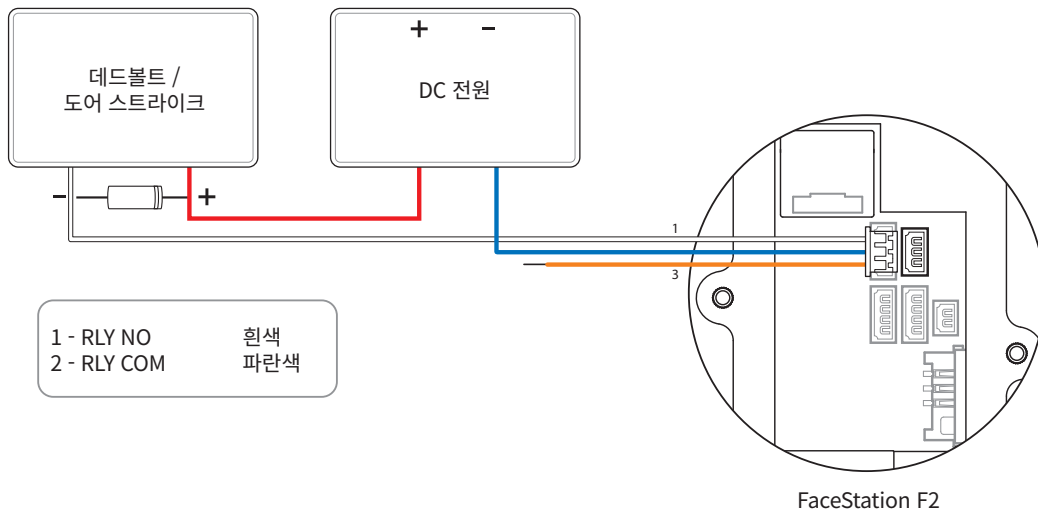 + −
데드볼트 /
도어 스트라이크
DC 전원
− +
1
3
1 - RLY NO 흰색
2 - RLY COM 파란색
FaceStation F2